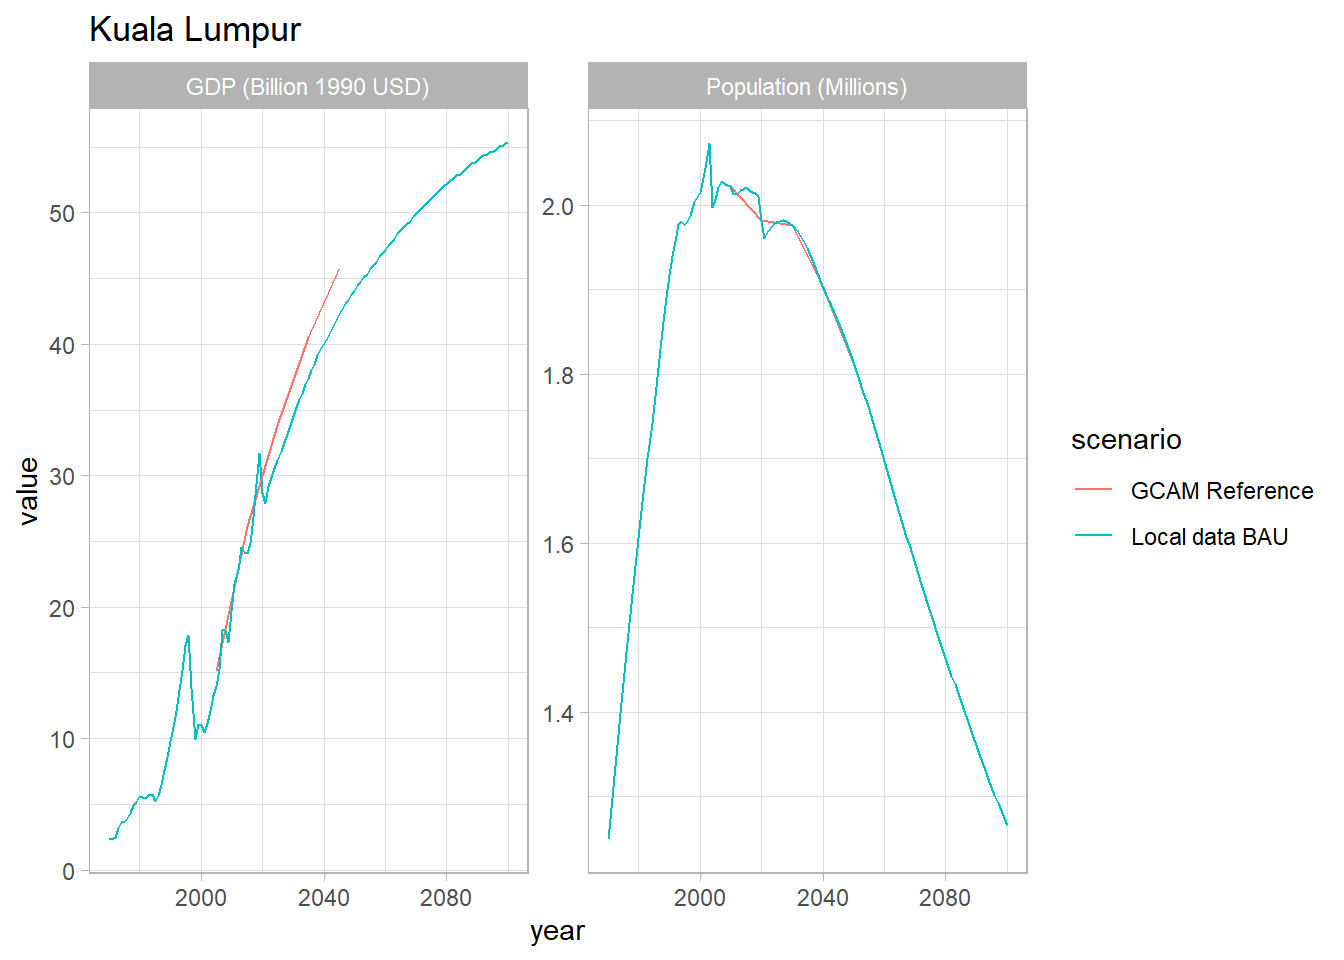 Kuala Lumpur
GDP (Billion 1990 USD)
Population (Millions)
value
50
40
30
20
10
0
2.0
1.8
1.6
1.4
2000 2040 2080
2000 2040 2080
year
scenario
GCAM Reference
Local data BAU